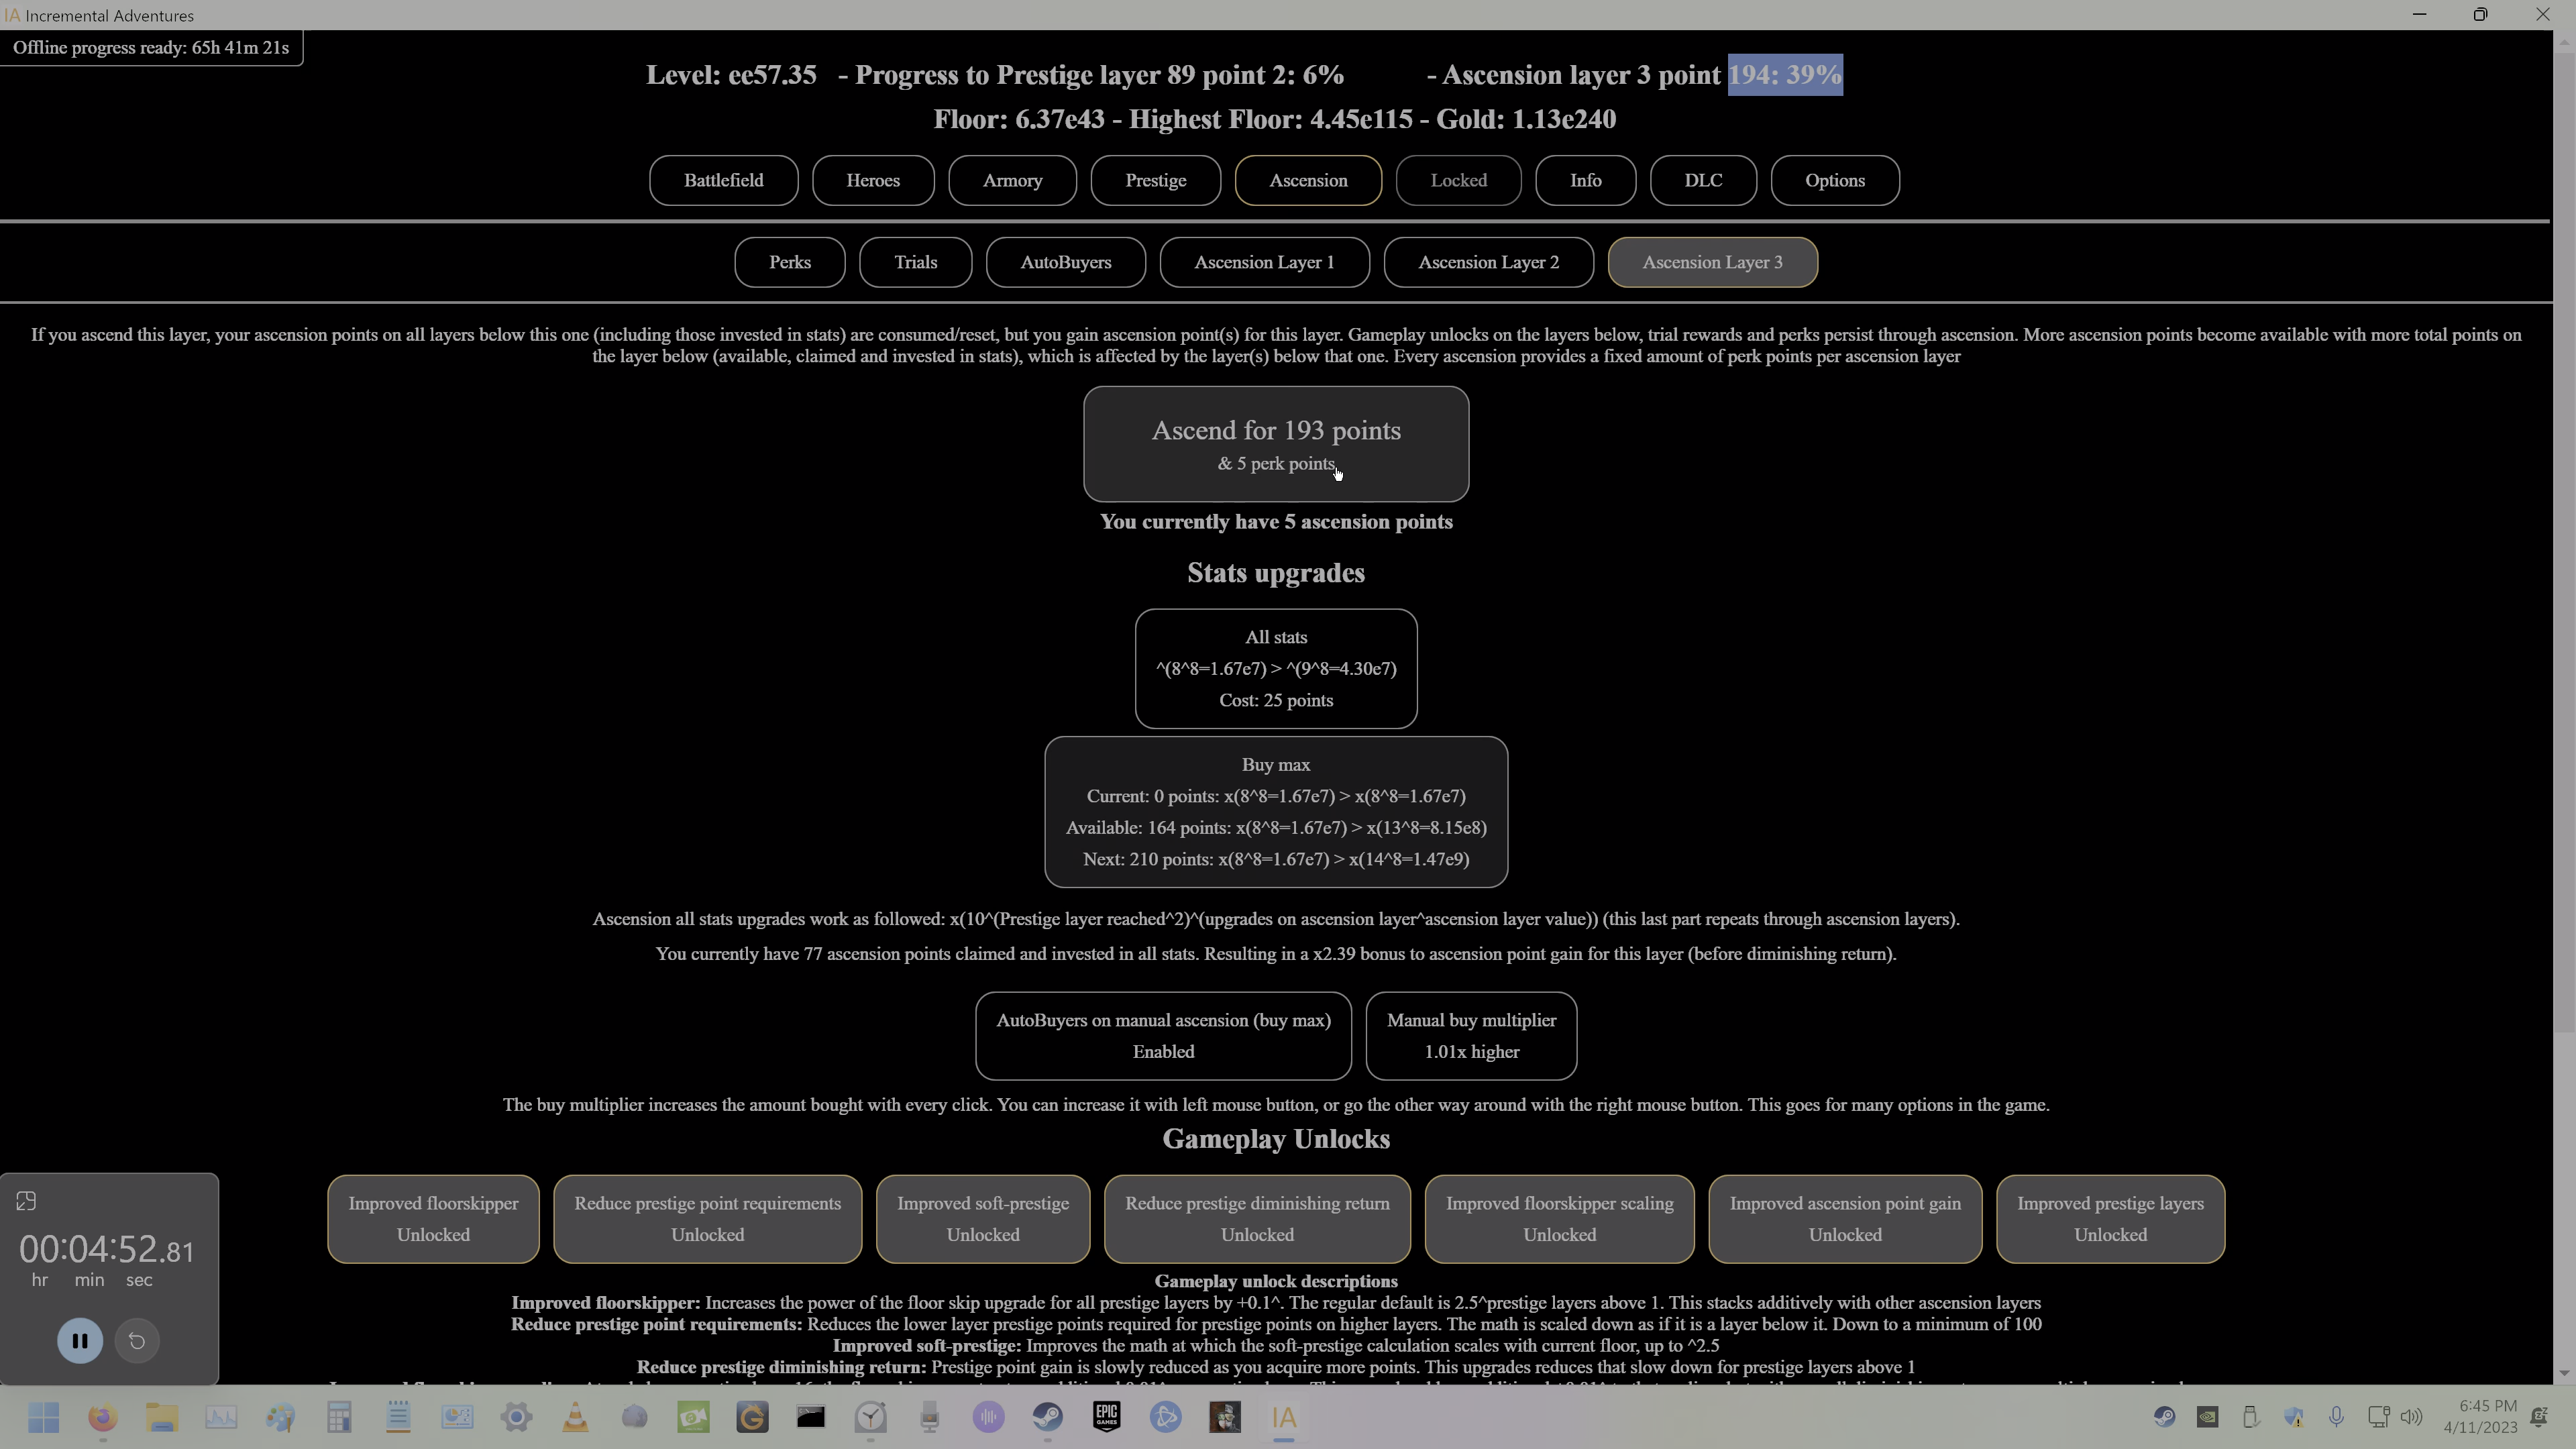 IA Incremental Adventures
Offline progress ready: 65h 41m 21s
Level: ee57.35 - Progress to Prestige layer 89 point 2: 6% - Ascension layer 3 point 194: 39%
Floor: 6.37e43 - Highest Floor: 4.45e115 - Gold: 1.13e240
Battlefield Heroes Armory Prestige Ascension Locked Info DLC Options
Perks Trials AutoBuyers Ascension Layer 1 Ascension Layer 2 Ascension Layer 3
If you ascend this layer, your ascension points on all layers below this one (including those invested in stats) are consumed/reset, but you gain ascension point(s) for this layer. Gameplay unlocks on the layers below, trial rewards and perks persist through ascension. More ascension points become available with more total points on
the layer below (available, claimed and invested in stats), which is affected by the layer(s) below that one. Every ascension provides a fixed amount of perk points per ascension layer
Ascend for 193 points
& 5 perk points
You currently have 5 ascension points
Stats upgrades
All stats
^(8^8=1.67e7) > ^(9^8=4.30e7)
Cost: 25 points
Buy max
Current: 0 points: x(8^8=1.67e7) > x(8^8=1.67e7)
Available: 164 points: x(8^8=1.67e7) > x(13^8=8.15e8)
Next: 210 points: x(8^8=1.67e7) > x(14^8=1.47e9)
Ascension all stats upgrades work as followed: x(10^(Prestige layer reached^2)^(upgrades on ascension layer^ascension layer value)) (this last part repeats through ascension layers).
You currently have 77 ascension points claimed and invested in all stats. Resulting in a x2.39 bonus to ascension point gain for this layer (before diminishing return).
AutoBuyers on manual ascension (buy max) Manual buy multiplier
Enabled 1.01x higher
The buy multiplier increases the amount bought with every click. You can increase it with left mouse button, or go the other way around with the right mouse button. This goes for many options in the game.
Gameplay Unlocks
Improved floorskipper Reduce prestige point requirements Improved soft-prestige Reduce prestige diminishing return Improved floorskipper scaling Improved ascension point gain Improved prestige layers
Unlocked Unlocked Unlocked Unlocked Unlocked Unlocked Unlocked
Gameplay unlock descriptions
Improved floorskipper: Increases the power of the floor skip upgrade for all prestige layers by +0.1^. The regular default is 2.5^prestige layers above 1. This stacks additively with other ascension layers
Reduce prestige point requirements: Reduces the lower layer prestige points required for prestige points on higher layers. The math is scaled down as if it is a layer below it. Down to a minimum of 100
Improved soft-prestige: Improves the math at which the soft-prestige calculation scales with current floor, up to ^2.5
Reduce prestige diminishing return: Prestige point gain is slowly reduced as you acquire more points. This upgrades reduces that slow down for prestige layers above 1
00:04:52.81
hr min sec
EPIC GAMES
IA
6:45 PM
4/11/2023